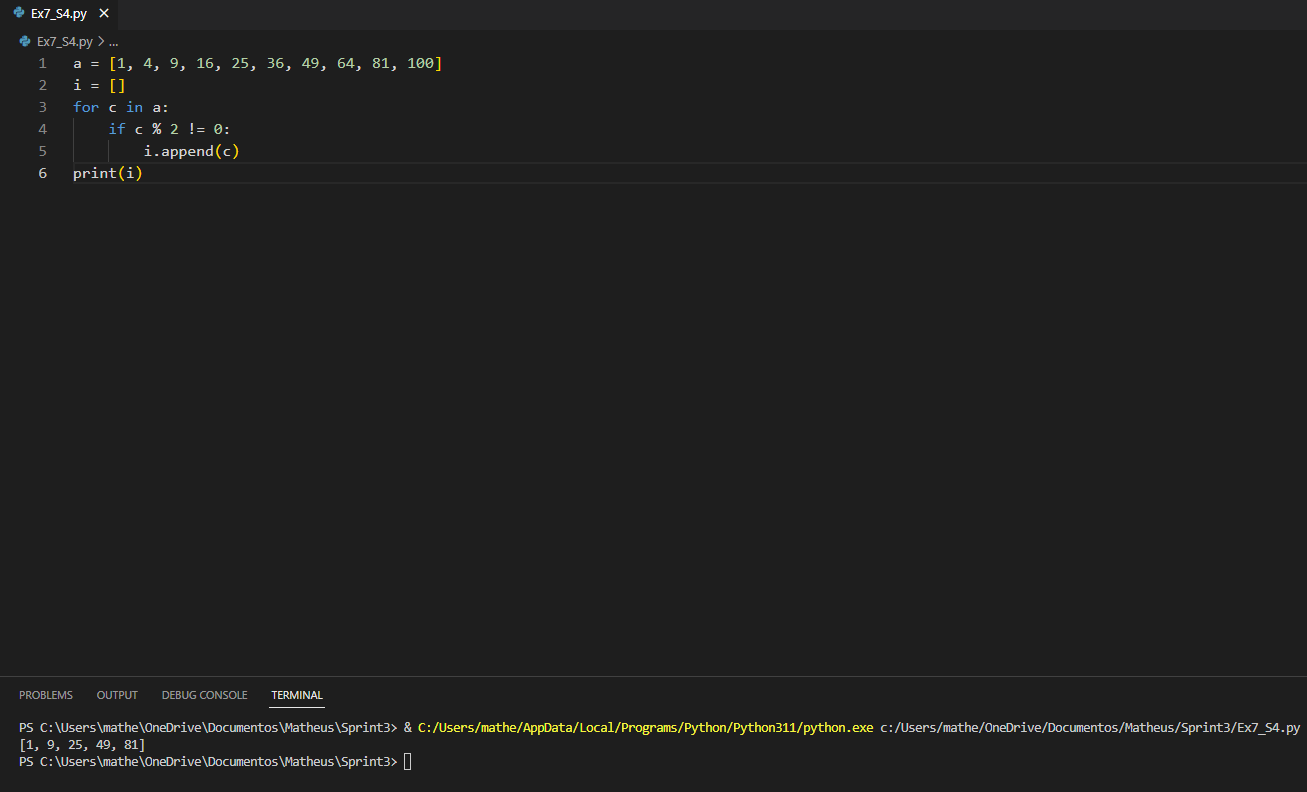 Ex7_S4.py ×
Ex7_S4.py > ...
1 a = [1, 4, 9, 16, 25, 36, 49, 64, 81, 100]
2 i = []
3 for c in a:
4     if c % 2 != 0:
5         i.append(c)
6 print(i)
PROBLEMS OUTPUT DEBUG CONSOLE TERMINAL
PS C:\Users\mathe\OneDrive\Documentos\Matheus\Sprint3> & C:/Users/mathe/AppData/Local/Programs/Python/Python311/python.exe c:/Users/mathe/OneDrive/Documentos/Matheus/Sprint3/Ex7_S4.py
[1, 9, 25, 49, 81]
PS C:\Users\mathe\OneDrive\Documentos\Matheus\Sprint3>